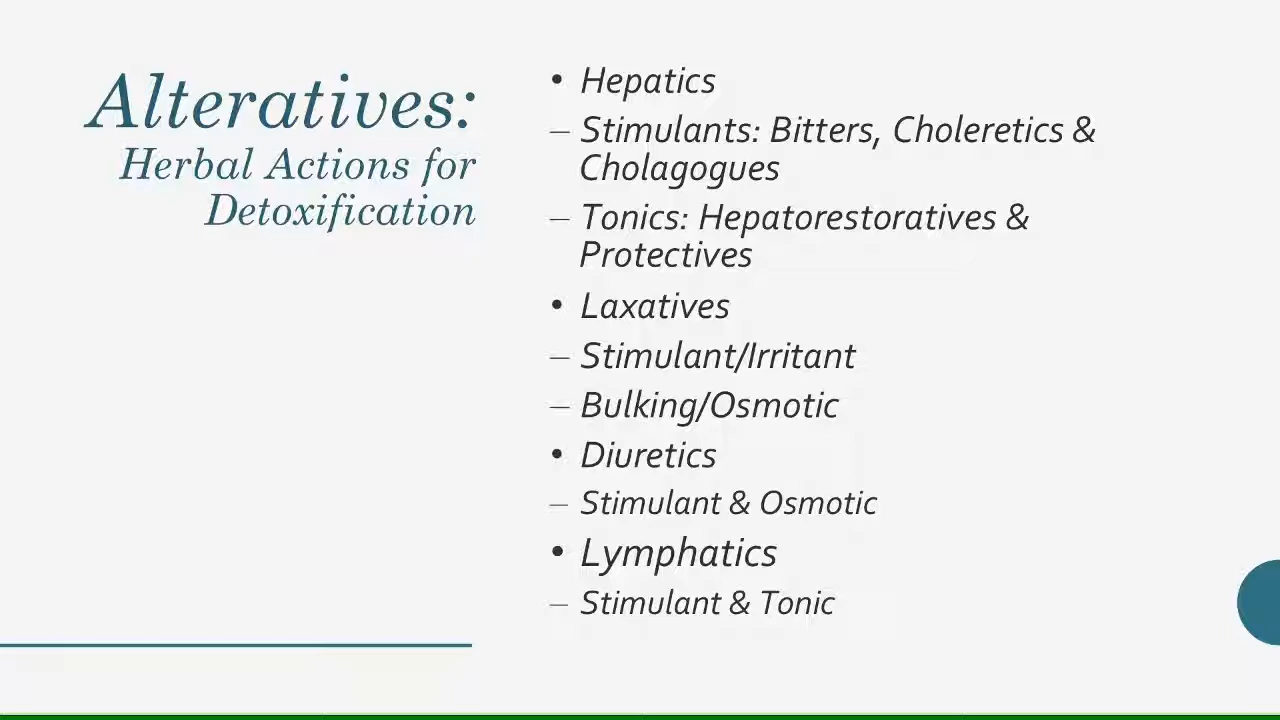 Alteratives:
Herbal Actions for
Detoxification
• Hepatics
– Stimulants: Bitters, Choleretics &
Cholagogues
– Tonics: Hepatorestoratives &
Protectives
• Laxatives
– Stimulant/Irritant
– Bulking/Osmotic
• Diuretics
– Stimulant & Osmotic
• Lymphatics
– Stimulant & Tonic